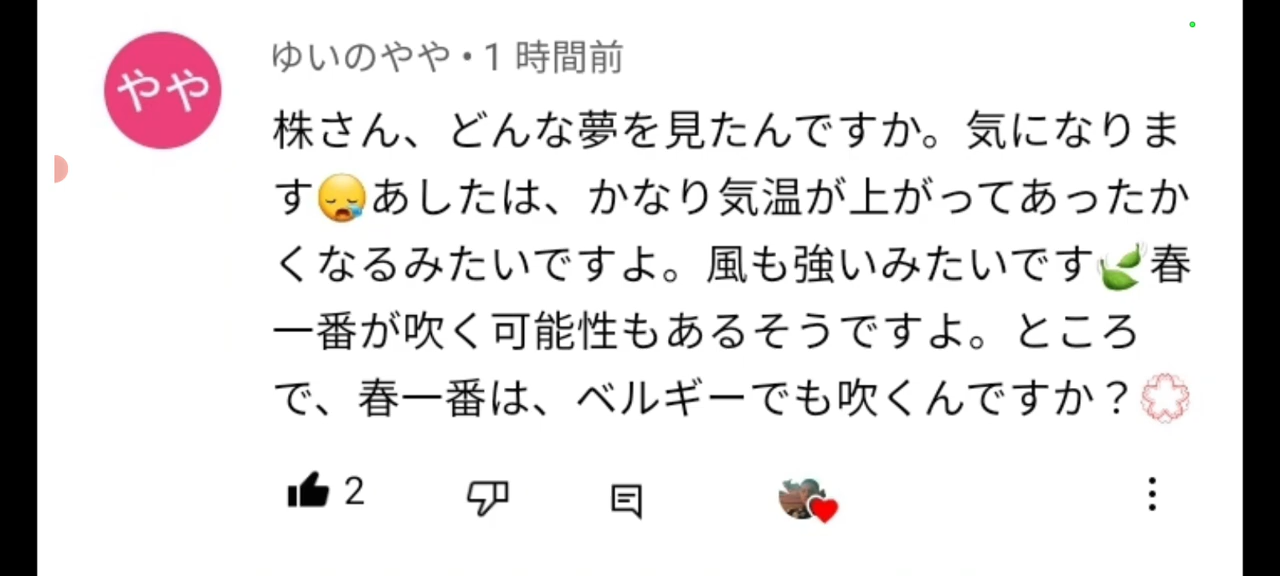 やや
ゆいのやや・1 時間前
株さん、どんな夢を見たんですか。気になりま
す😪あしたは、かなり気温が上がってあったか
くなるみたいですよ。風も強いみたいです🍃春
一番が吹く可能性もあるそうですよ。ところ
で、春一番は、ベルギーでも吹くんですか？💮
2